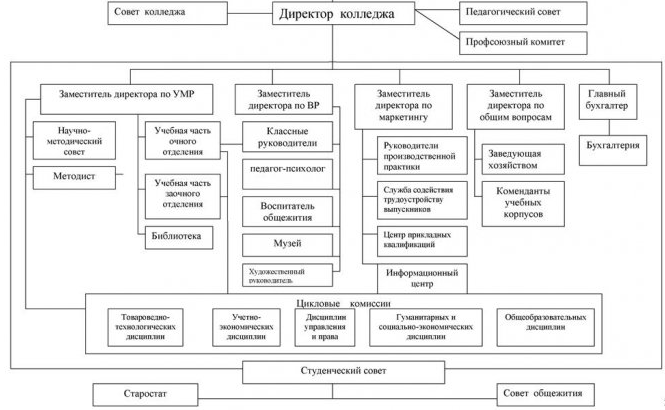 Совет колледжа
Директор колледжа
Педагогический совет
Профсоюзный комитет
Заместитель директора по УМР
Заместитель
директора по ВР
Заместитель
директора по
маркетингу
Заместитель
директора по
общим вопросам
Главный
бухгалтер
Научно-
методический
совет
Методист
Учебная часть
очного
отделения
Учебная часть
заочного
отделения
Библиотека
Классные
руководители
педагог-психолог
Воспитатель
общежития
Музей
Художественный
руководитель
Руководители
производственной
практики
Служба содействия
трудоустройству
выпускников
Центр прикладных
квалификаций
Информационный
центр
Заведующая
хозяйством
Коменданты
учебных
корпусов
Бухгалтерия
Цикловые комиссии
Товароведно-
технологических
дисциплин
Учетно-
экономических
дисциплин
Дисциплин
управления
и права
Гуманитарных и
социально-экономических
дисциплин
Общеобразовательных
дисциплин
Студенческий совет
Старостат
Совет общежития